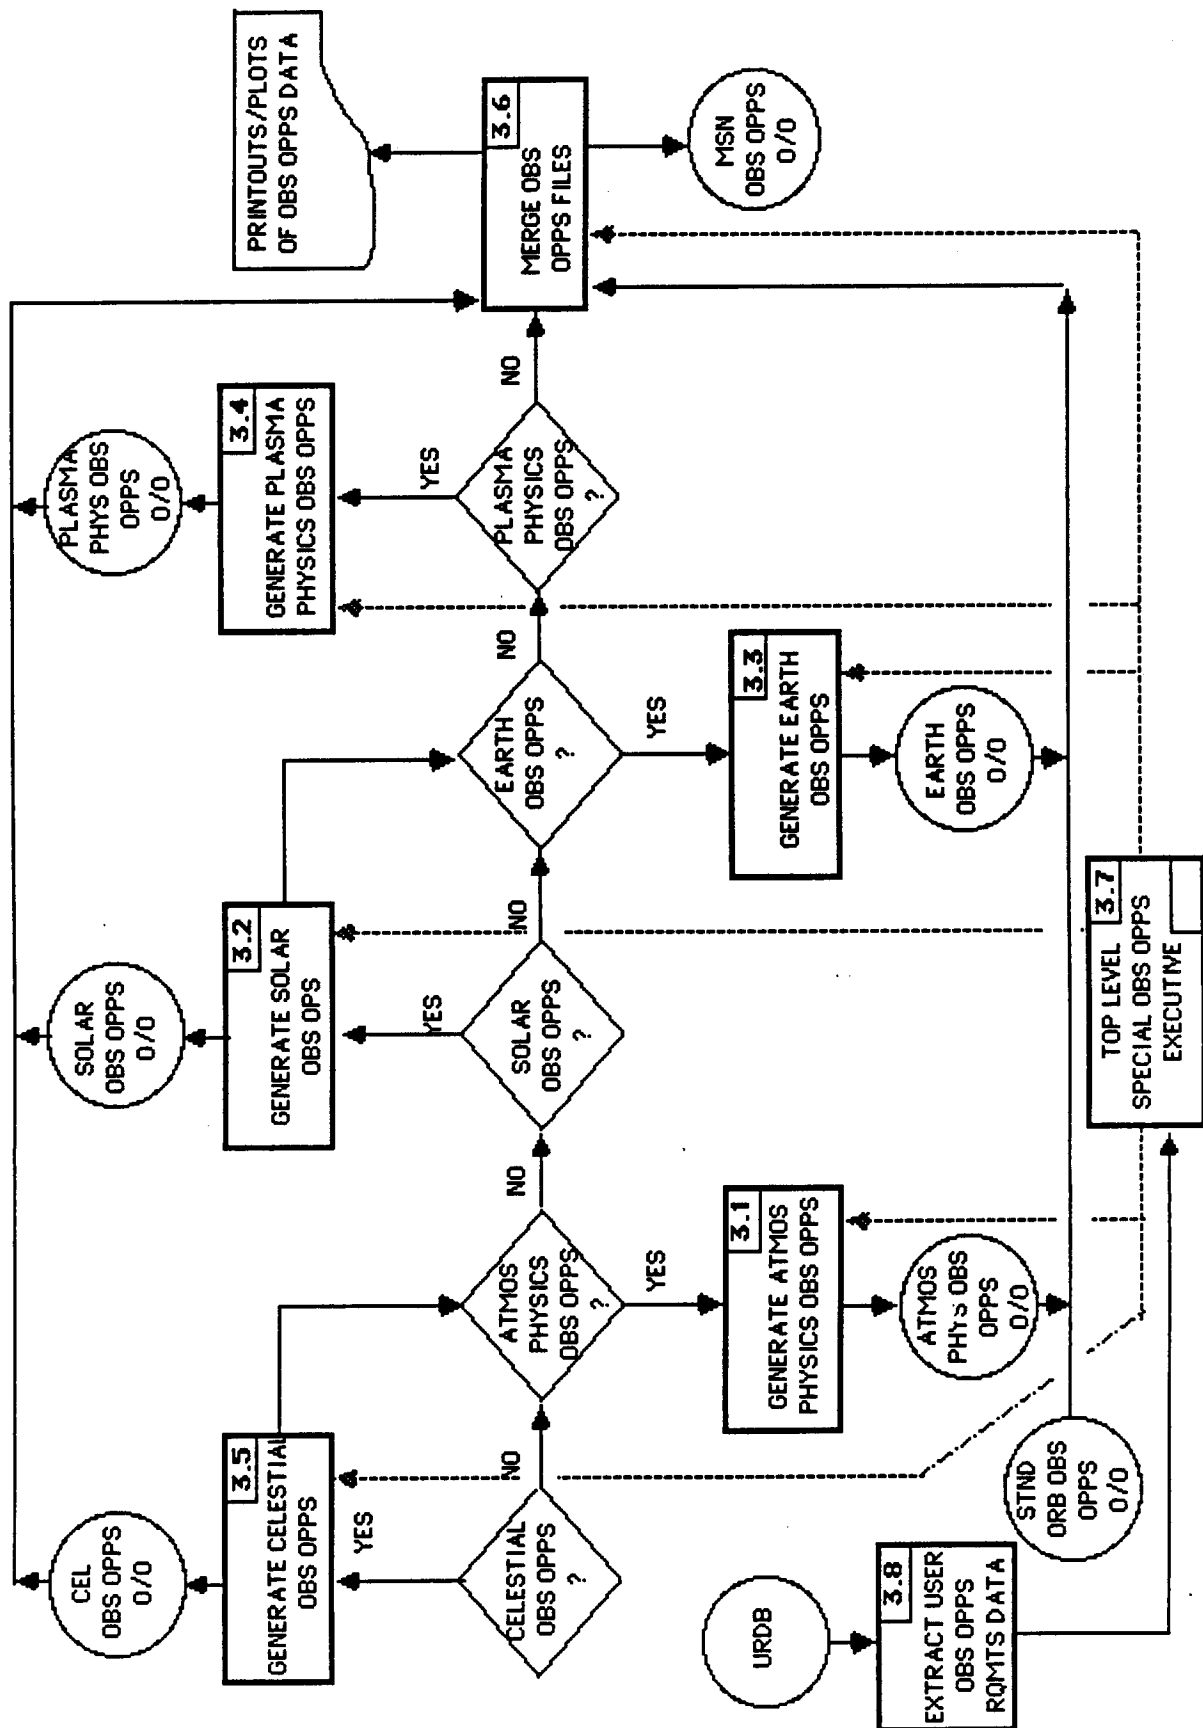 CEL
OBS OPPS
O/O
SOLAR
OBS OPPS
O/O
PLASMA
PHYS OBS
OPPS
O/O
PRINTOUTS/PLOTS
OF OBS OPPS DATA
3.5
GENERATE CELESTIAL
OBS OPPS
3.2
GENERATE SOLAR
OBS OPS
3.4
GENERATE PLASMA
PHYSICS OBS OPPS
YES
YES
YES
CELESTIAL
OBS OPPS
?
NO
ATMOS
PHYSICS
OBS OPPS
?
NO
SOLAR
OBS OPPS
?
NO
EARTH
OBS OPPS
?
NO
PLASMA
PHYSICS
OBS OPPS
?
NO
3.6
MERGE OBS
OPPS FILES
YES
YES
URDB
3.1
GENERATE ATMOS
PHYSICS OBS OPPS
3.3
GENERATE EARTH
OBS OPPS
MSN
OBS OPPS
O/O
3.8
EXTRACT USER
OBS OPPS
RQMTS DATA
STND
ORB OBS
OPPS
O/O
ATMOS
PHYS OBS
OPPS
O/O
EARTH
OBS OPPS
O/O
3.7
TOP LEVEL
SPECIAL OBS OPPS
EXECUTIVE